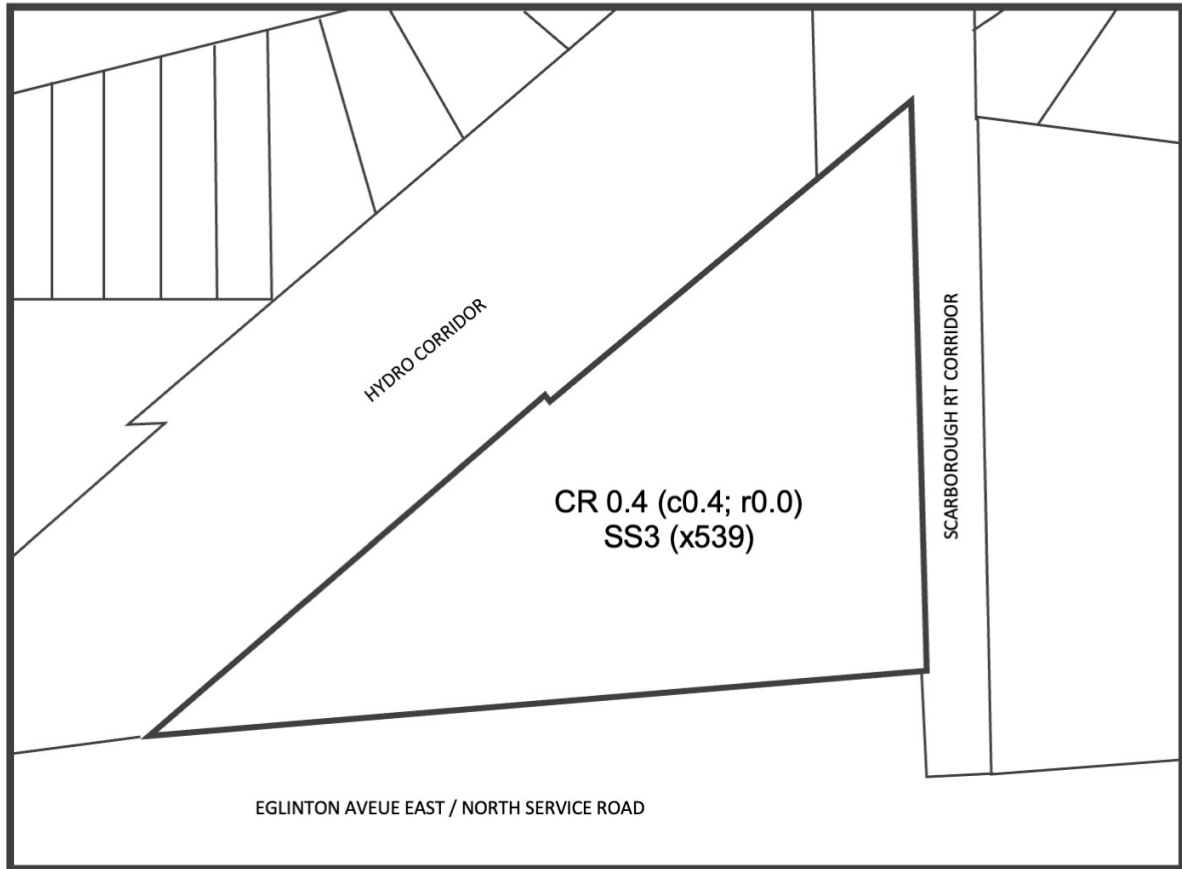 HYDRO CORRIDOR
SCARBOROUGH RT CORRIDOR
CR 0.4 (c0.4; r0.0)
SS3 (x539)
EGLINTON AVEUE EAST / NORTH SERVICE ROAD